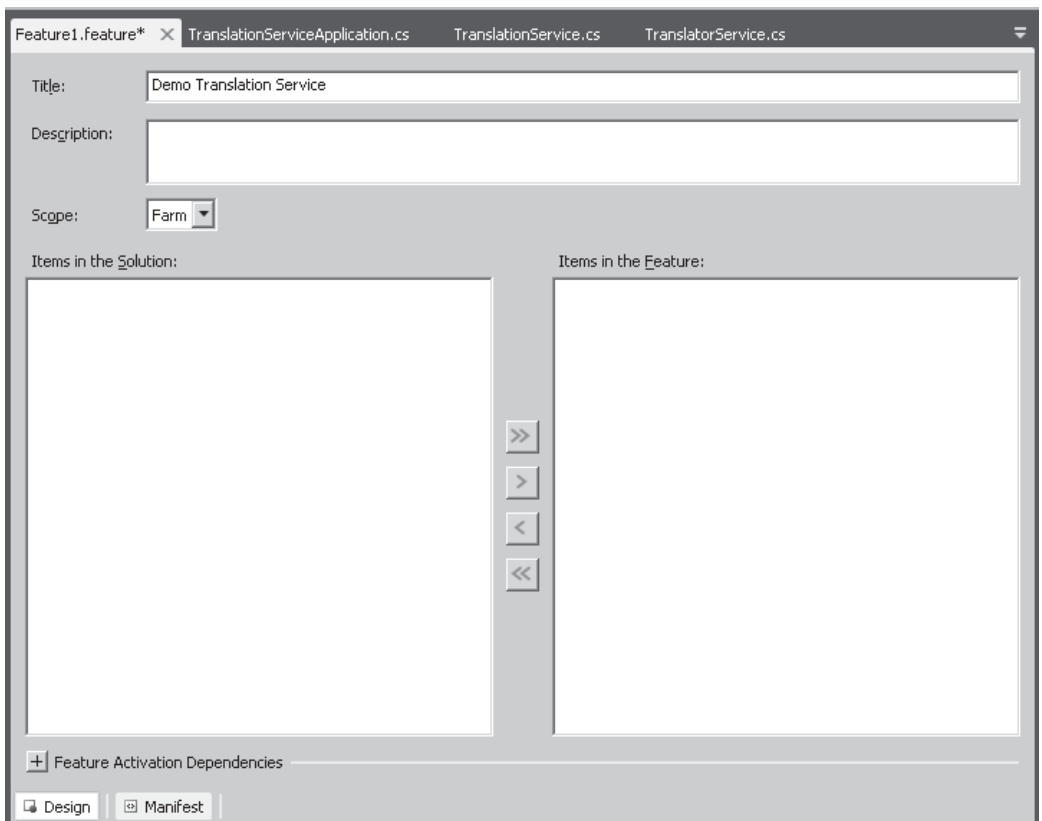 Feature1.feature* TranslationServiceApplication.cs TranslationService.cs TranslatorService.cs
Title: Demo Translation Service
Description:
Scope: Farm
Items in the Solution: Items in the Feature:
>>
>
<
<<
Feature Activation Dependencies
Design Manifest